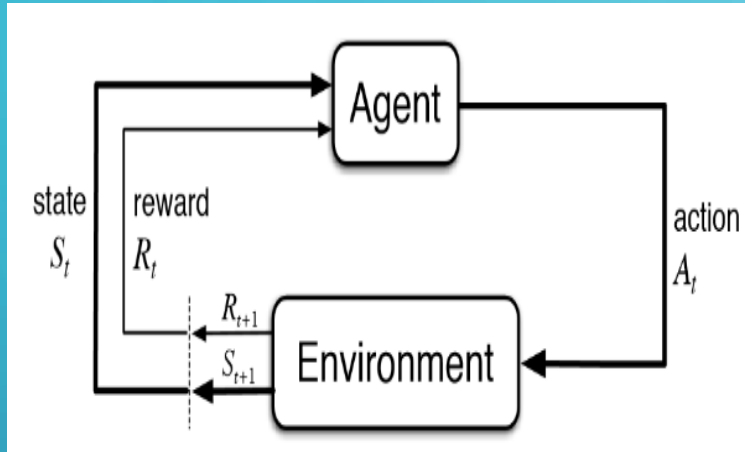 Agent
state
S_t
reward
R_t
action
A_t
R_{t+1}
S_{t+1}
Environment